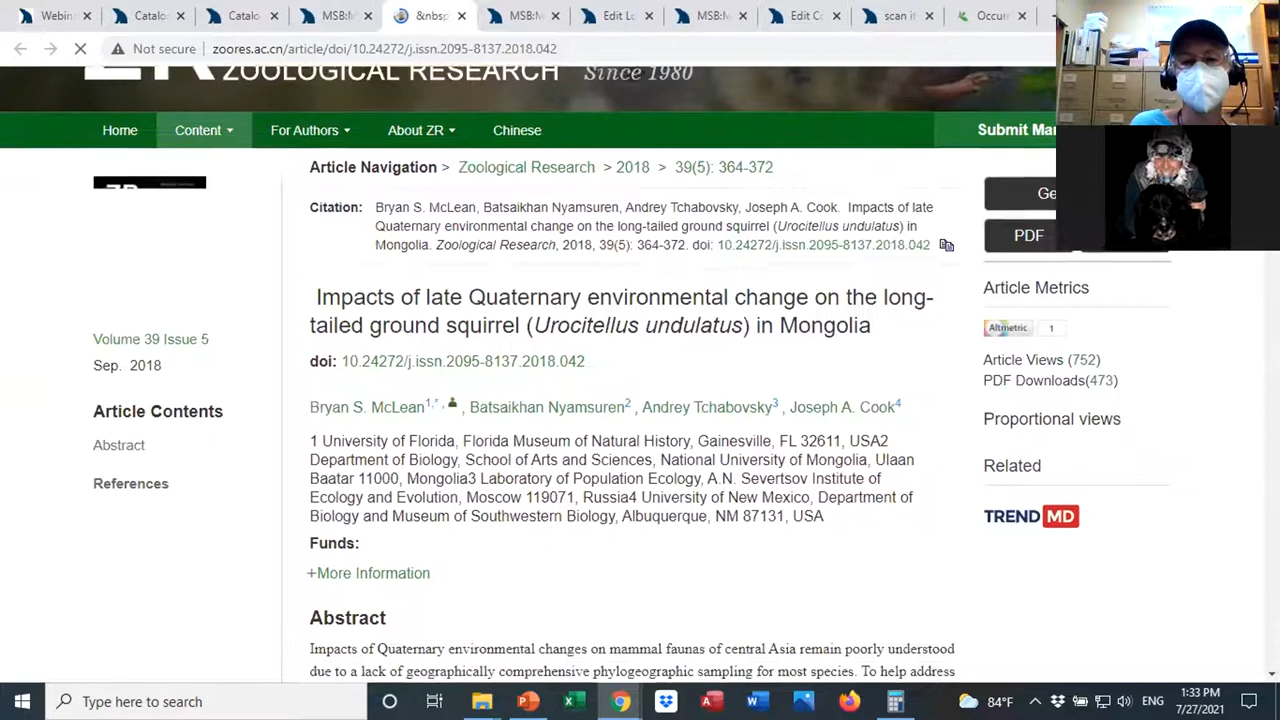 Webin
Catalo
Catalo
MSB:M
&nbsp
MSB:M
Edit Lo
MSB:M
Edit C
scan it
Occur
Not secure
zoores.ac.cn/article/doi/10.24272/j.issn.2095-8137.2018.042
ZOOLOGICAL RESEARCH Since 1980
Home
Content
For Authors
About ZR
Chinese
Submit Ma
Article Navigation > Zoological Research > 2018 > 39(5): 364-372
Citation: Bryan S. McLean, Batsaikhan Nyamsuren, Andrey Tchabovsky, Joseph A. Cook. Impacts of late
Quaternary environmental change on the long-tailed ground squirrel (Urocitellus undulatus) in
Mongolia. Zoological Research, 2018, 39(5): 364-372. doi: 10.24272/j.issn.2095-8137.2018.042
Ge
PDF
Impacts of late Quaternary environmental change on the long-
tailed ground squirrel (Urocitellus undulatus) in Mongolia
doi: 10.24272/j.issn.2095-8137.2018.042
Volume 39 Issue 5
Sep. 2018
Article Contents
Abstract
References
Bryan S. McLean1,*, , Batsaikhan Nyamsuren2 , Andrey Tchabovsky3 , Joseph A. Cook4
1 University of Florida, Florida Museum of Natural History, Gainesville, FL 32611, USA2
Department of Biology, School of Arts and Sciences, National University of Mongolia, Ulaan
Baatar 11000, Mongolia3 Laboratory of Population Ecology, A.N. Severtsov Institute of
Ecology and Evolution, Moscow 119071, Russia4 University of New Mexico, Department of
Biology and Museum of Southwestern Biology, Albuquerque, NM 87131, USA
Funds:
+More Information
Abstract
Impacts of Quaternary environmental changes on mammal faunas of central Asia remain poorly understood
due to a lack of geographically comprehensive phylogeographic sampling for most species. To help address
Article Metrics
Altmetric 1
Article Views (752)
PDF Downloads(473)
Proportional views
Related
TREND MD
Type here to search
84°F
ENG
1:33 PM
7/27/2021